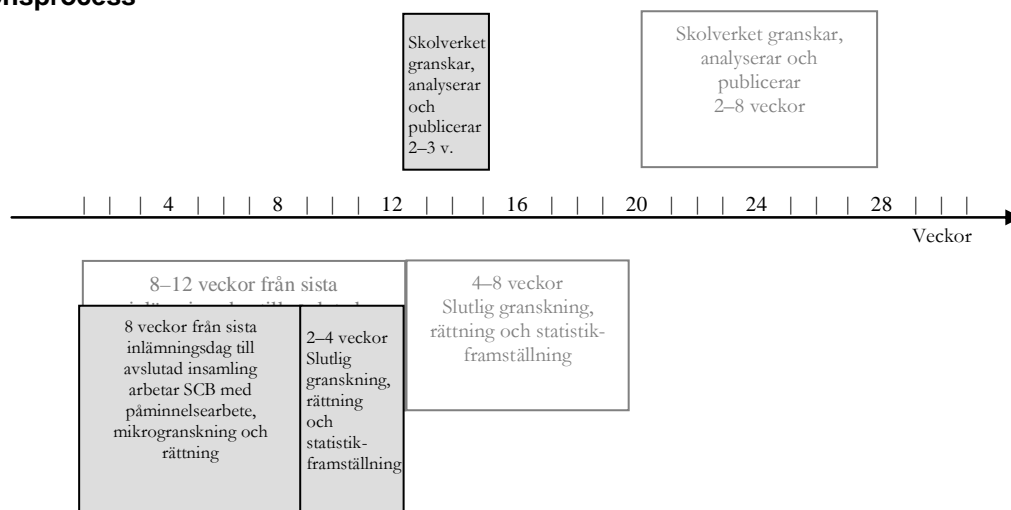 ensprocess
Skolverket
granskar,
analyserar
och
publicerar
2–3 v.
Skolverket granskar,
analyserar och
publicerar
2–8 veckor
| | | 4 | | | 8 | | | 12 | | | 16 | | | 20 | | | 24 | | | 28 | | |
Veckor
8–12 veckor från sista
8 veckor från sista
inlämningsdag till
avslutad insamling
arbetar SCB med
påminnelsearbete,
mikrogranskning och
rättning
2–4 veckor
Slutlig
granskning,
rättning
och
statistik-
framställning
4–8 veckor
Slutlig granskning,
rättning och statistik-
framställning